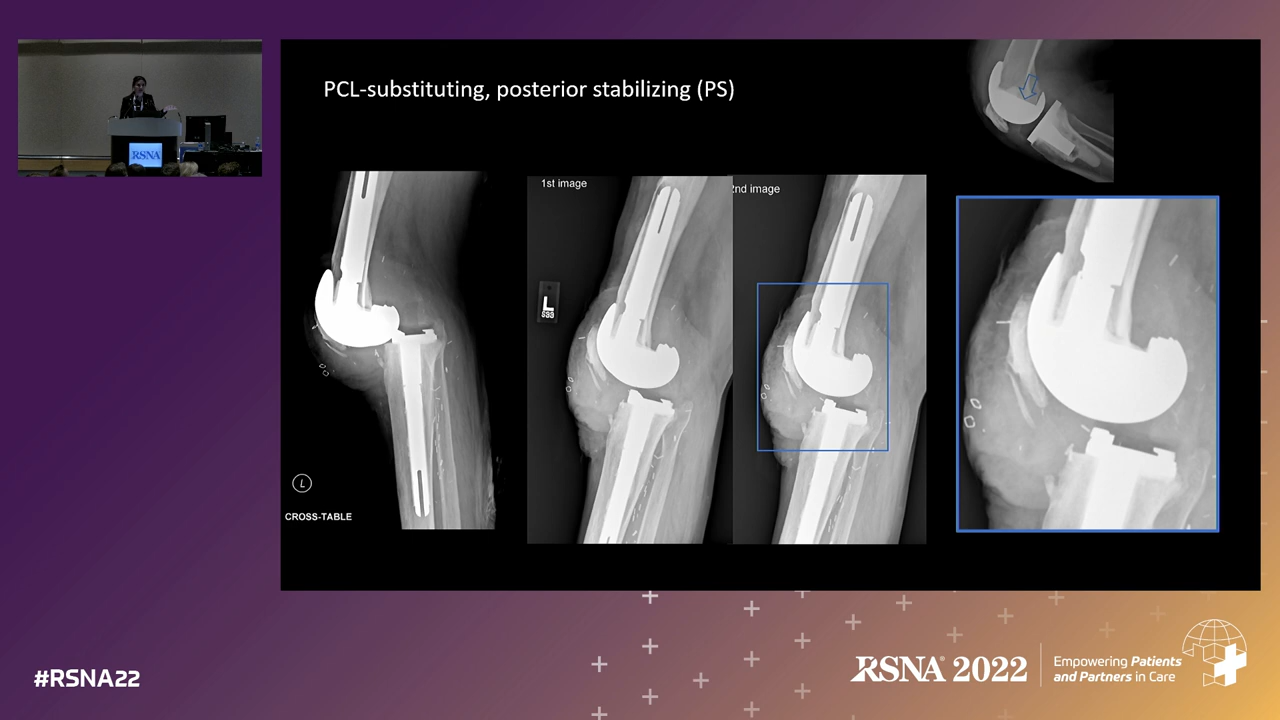 PCL-substituting, posterior stabilizing (PS)
1st image
2nd image
L
SSS
L
CROSS-TABLE
RSNA
#RSNA22
RSNA® 2022
Empowering Patients
and Partners in Care